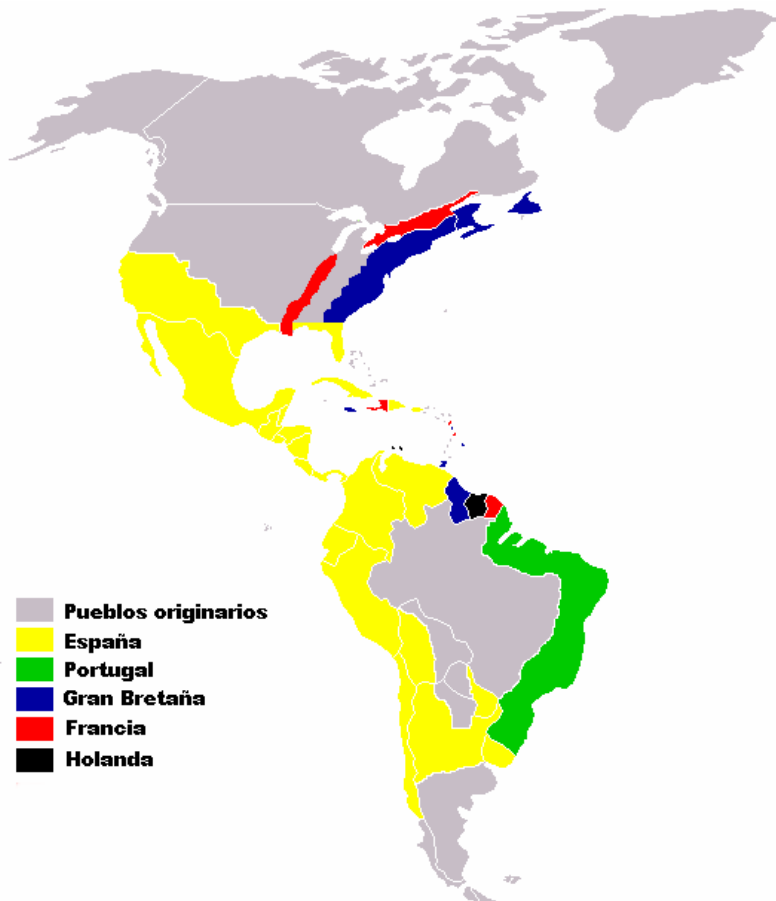 Pueblos originarios
España
Portugal
Gran Bretaña
Francia
Holanda